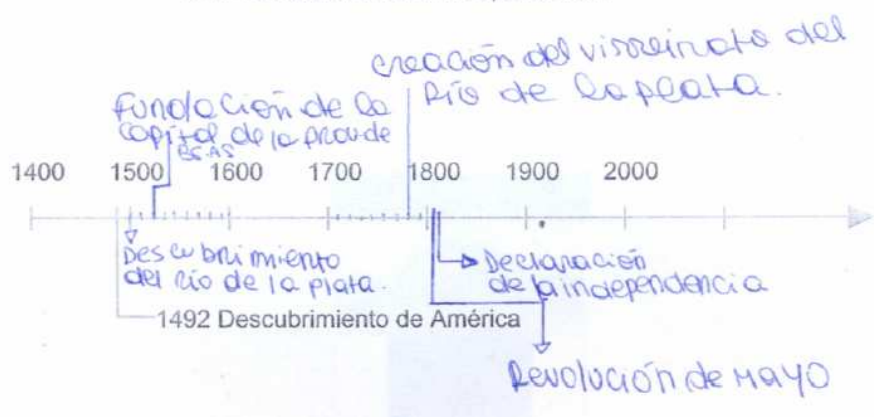 creación del virreinato del
Río de la plata.
Fundación de la
capital de la prov de
BS.AS
1400 1500 1600 1700 1800 1900 2000
Descubrimiento
del río de la plata.
Declaración
de la independencia
1492 Descubrimiento de América
Revolución de Mayo